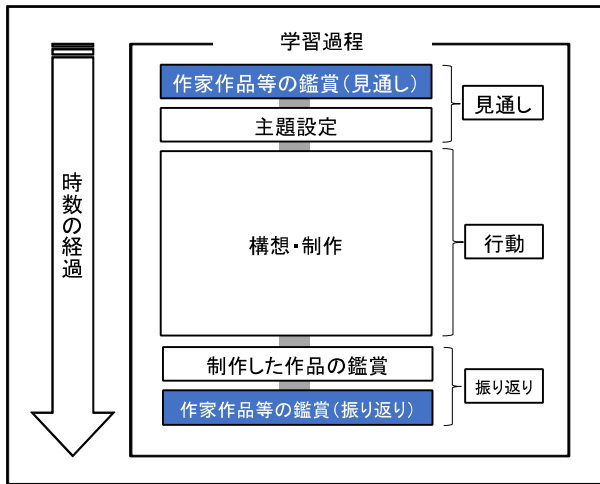 学習過程
作家作品等の鑑賞(見通し)
主題設定
見通し
時数の経過
構想・制作
行動
制作した作品の鑑賞
作家作品等の鑑賞(振り返り)
振り返り